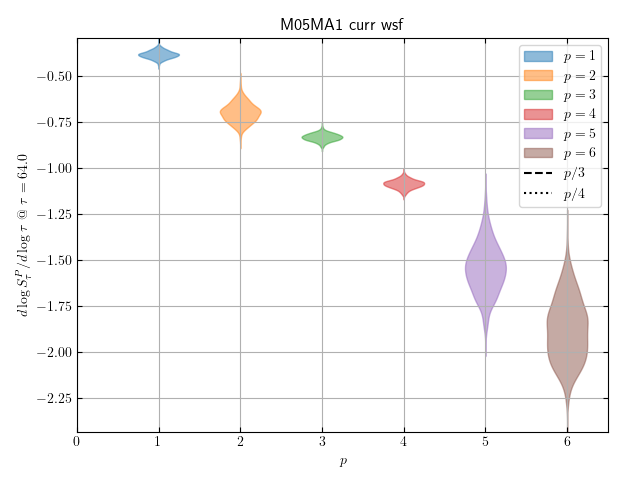 M05MA1 curr wsf
d log S_τ^p/d log τ @ τ = 64.0
−0.50
−0.75
−1.00
−1.25
−1.50
−1.75
−2.00
−2.25
0 1 2 3 4 5 6
p
p = 1
p = 2
p = 3
p = 4
p = 5
p = 6
p/3
p/4